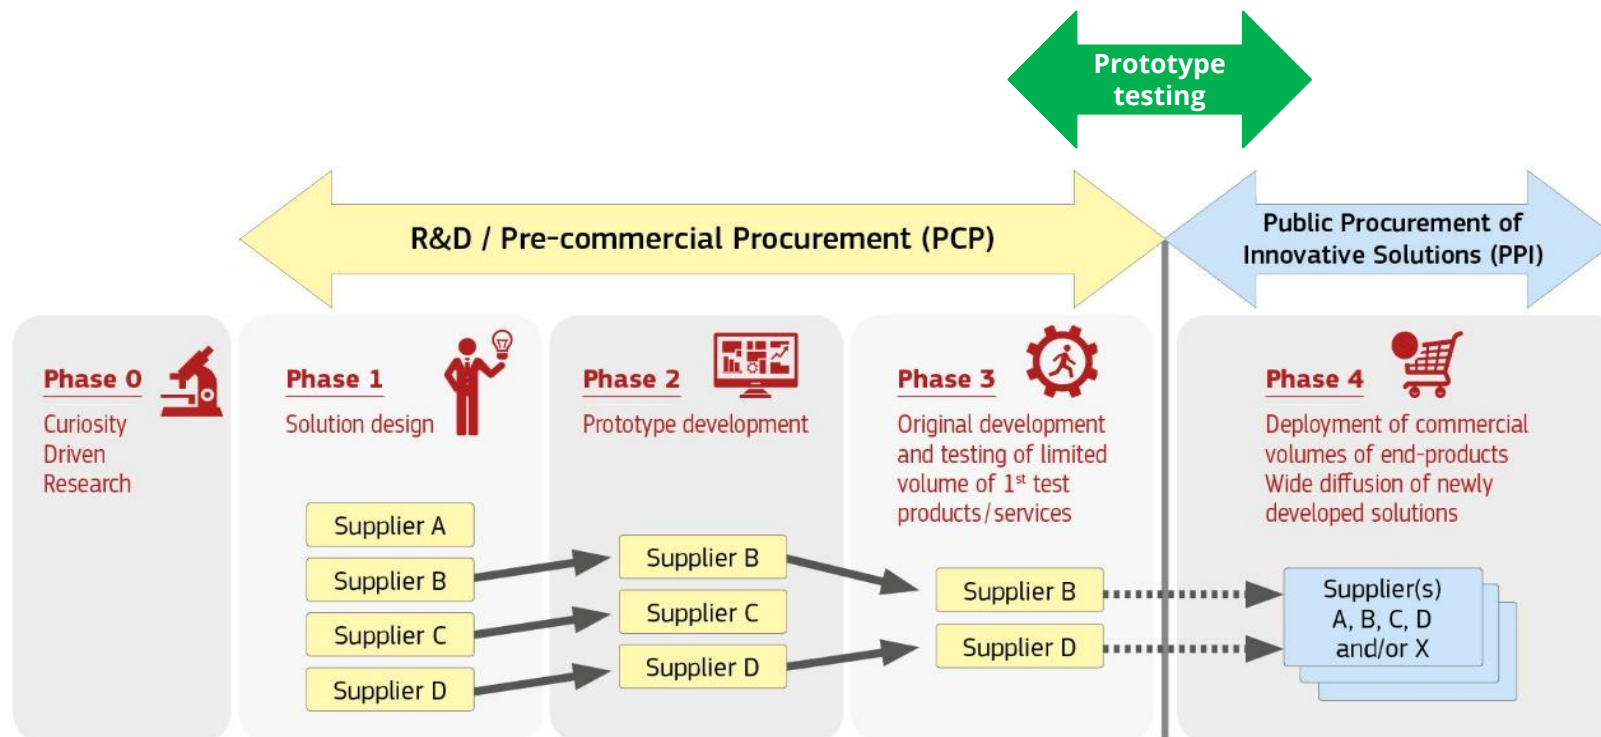 Prototype
testing
R&D / Pre-commercial Procurement (PCP)
Public Procurement of
Innovative Solutions (PPI)
Phase 0
Curiosity
Driven
Research
Phase 1
Solution design
Supplier A
Supplier B
Supplier C
Supplier D
Phase 2
Prototype development
Supplier B
Supplier C
Supplier D
Phase 3
Original development
and testing of limited
volume of 1st test
products/services
Supplier B
Supplier D
Phase 4
Deployment of commercial
volumes of end-products
Wide diffusion of newly
developed solutions
Supplier(s)
A, B, C, D
and/or X